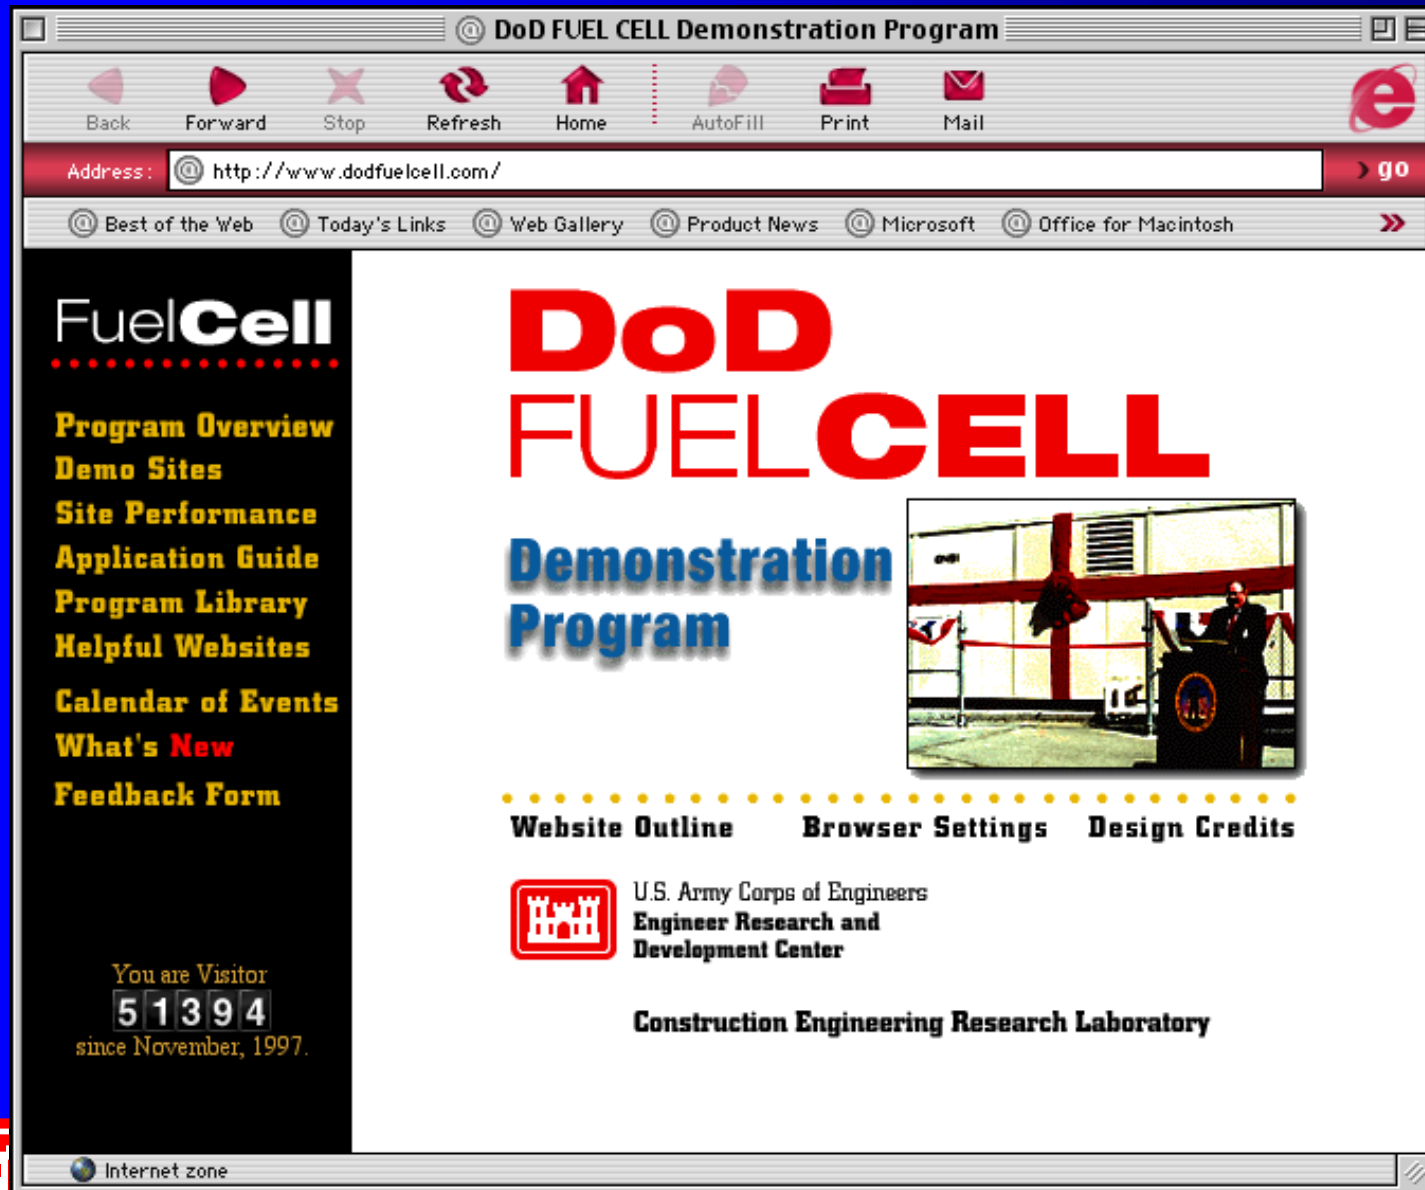 DoD FUEL CELL Demonstration Program
Back Forward Stop Refresh Home AutoFill Print Mail
Address: http://www.dodfuelcell.com/ go
Best of the Web Today's Links Web Gallery Product News Microsoft Office for Macintosh
FuelCell
Program Overview
Demo Sites
Site Performance
Application Guide
Program Library
Helpful Websites
Calendar of Events
What's New
Feedback Form
You are Visitor
51394
since November, 1997.
DoD
FUELCELL
Demonstration
Program
Website Outline Browser Settings Design Credits
U.S. Army Corps of Engineers
Engineer Research and
Development Center
Construction Engineering Research Laboratory
Internet zone